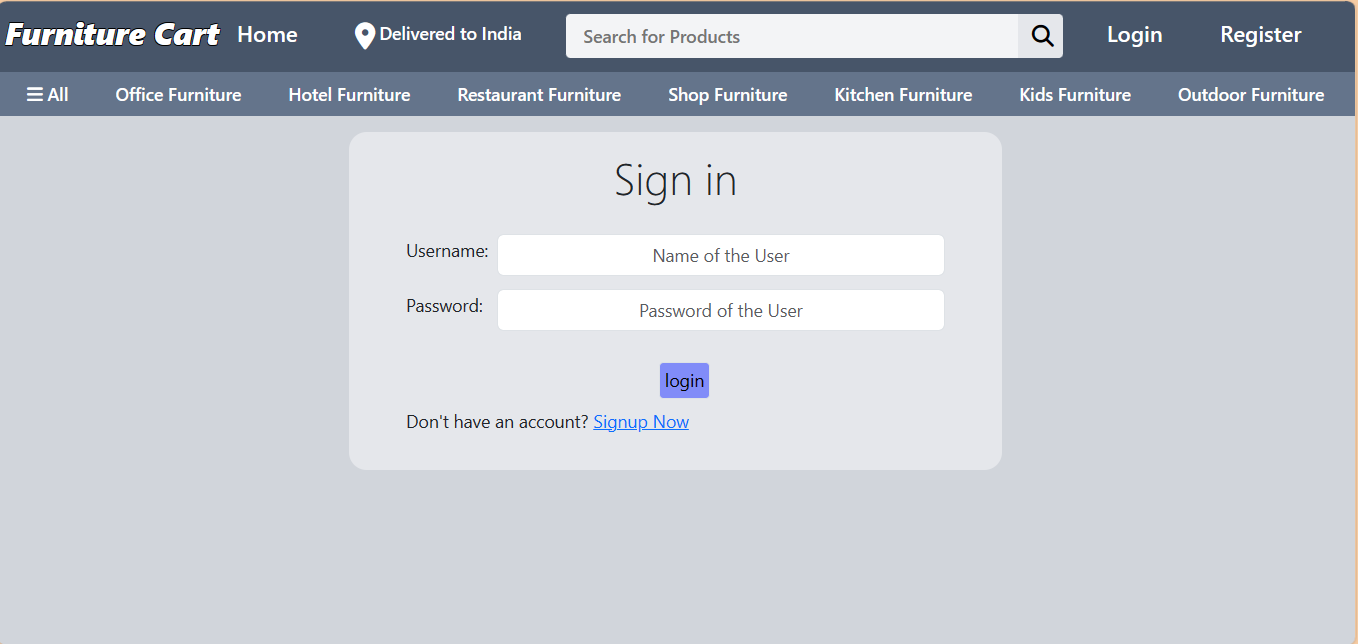 Furniture Cart Home Delivered to India Search for Products Login Register
All Office Furniture Hotel Furniture Restaurant Furniture Shop Furniture Kitchen Furniture Kids Furniture Outdoor Furniture
Sign in
Username: Name of the User
Password: Password of the User
login
Don't have an account? Signup Now